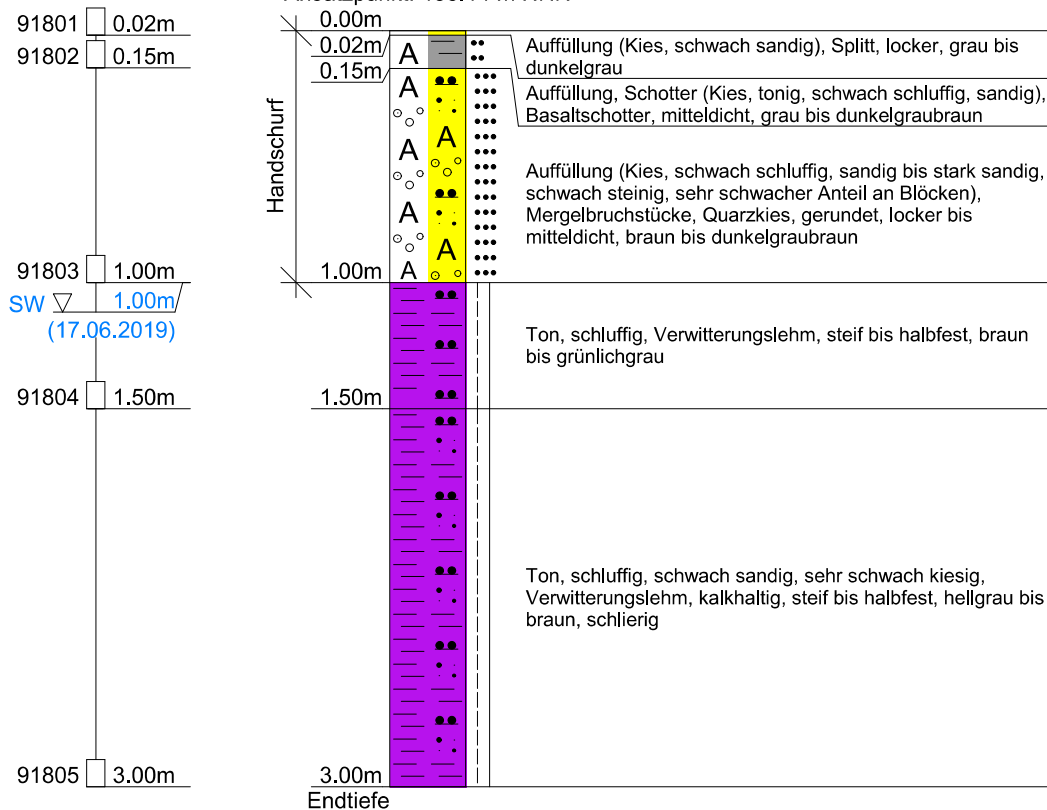 0.00m
91801 0.02m
0.02m
91802 0.15m
0.15m
A
Auffüllung (Kies, schwach sandig), Splitt, locker, grau bis
dunkelgrau
A
Auffüllung, Schotter (Kies, tonig, schwach schluffig, sandig),
Basaltschotter, mitteldicht, grau bis dunkelgraubraun
Handschurf
A
A
A
A
A
Auffüllung (Kies, schwach schluffig, sandig bis stark sandig,
schwach steinig, sehr schwacher Anteil an Blöcken),
Mergelbruchstücke, Quarzkies, gerundet, locker bis
mitteldicht, braun bis dunkelgraubraun
91803 1.00m
1.00m
SW 1.00m
(17.06.2019)
Ton, schluffig, Verwitterungslehm, steif bis halbfest, braun
bis grünlichgrau
91804 1.50m
1.50m
Ton, schluffig, schwach sandig, sehr schwach kiesig,
Verwitterungslehm, kalkhaltig, steif bis halbfest, hellgrau bis
braun, schlierig
91805 3.00m
3.00m
Endtiefe